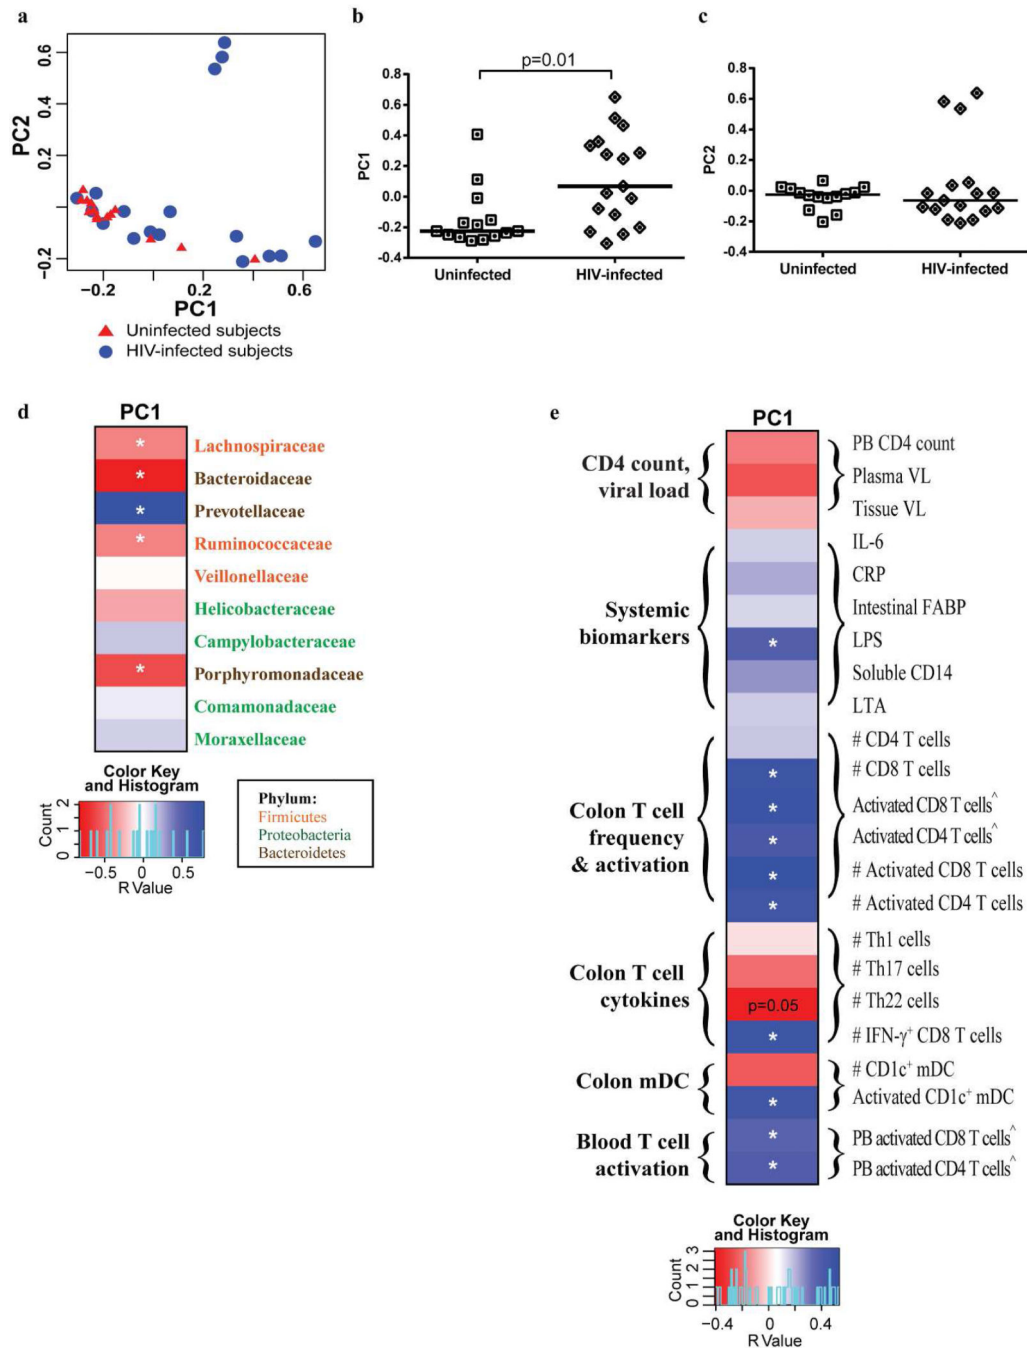 a
PC2
0.6
0.4
0.2
−0.2
−0.2
0.2
0.4
0.6
PC1
Uninfected subjects
HIV-infected subjects
b
p=0.01
PC1
0.8
0.6
0.4
0.2
0.0
-0.2
-0.4
Uninfected
HIV-infected
c
PC2
0.8
0.6
0.4
0.2
0.0
-0.2
-0.4
Uninfected
HIV-infected
d
PC1
* Lachnospiraceae
* Bacteroidaceae
* Prevotellaceae
* Ruminococcaceae
Veillonellaceae
Helicobacteraceae
Campylobacteraceae
* Porphyromonadaceae
Comamonadaceae
Moraxellaceae
Color Key
and Histogram
Count
2
1
0
−0.5
0
0.5
R Value
Phylum:
Firmicutes
Proteobacteria
Bacteroidetes
e
PC1
CD4 count,
viral load
PB CD4 count
Plasma VL
Tissue VL
Systemic
biomarkers
IL-6
CRP
Intestinal FABP
* LPS
Soluble CD14
LTA
Colon T cell
frequency
& activation
# CD4 T cells
* # CD8 T cells
* Activated CD8 T cells^
* Activated CD4 T cells^
* # Activated CD8 T cells
* # Activated CD4 T cells
Colon T cell
cytokines
# Th1 cells
# Th17 cells
p=0.05 # Th22 cells
* # IFN-γ+ CD8 T cells
Colon mDC
# CD1c+ mDC
* Activated CD1c+ mDC
Blood T cell
activation
* PB activated CD8 T cells^
* PB activated CD4 T cells^
Color Key
and Histogram
Count
3
2
1
0
−0.4
0
0.4
R Value